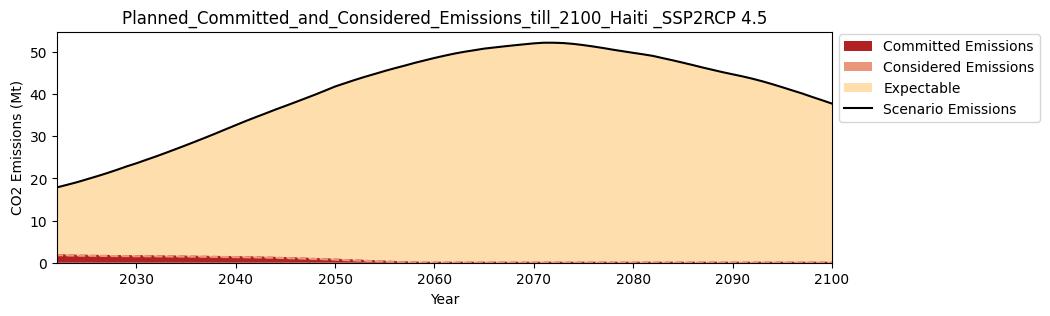 Planned_Committed_and_Considered_Emissions_till_2100_Haiti _SSP2RCP 4.5
CO2 Emissions (Mt)
50
40
30
20
10
0
2030 2040 2050 2060 2070 2080 2090 2100
Year
Committed Emissions
Considered Emissions
Expectable
Scenario Emissions